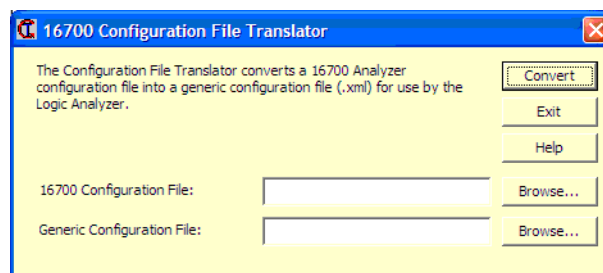 16700 Configuration File Translator
The Configuration File Translator converts a 16700 Analyzer
configuration file into a generic configuration file (.xml) for use by the
Logic Analyzer.
Convert
Exit
Help
16700 Configuration File:
Browse...
Generic Configuration File:
Browse...